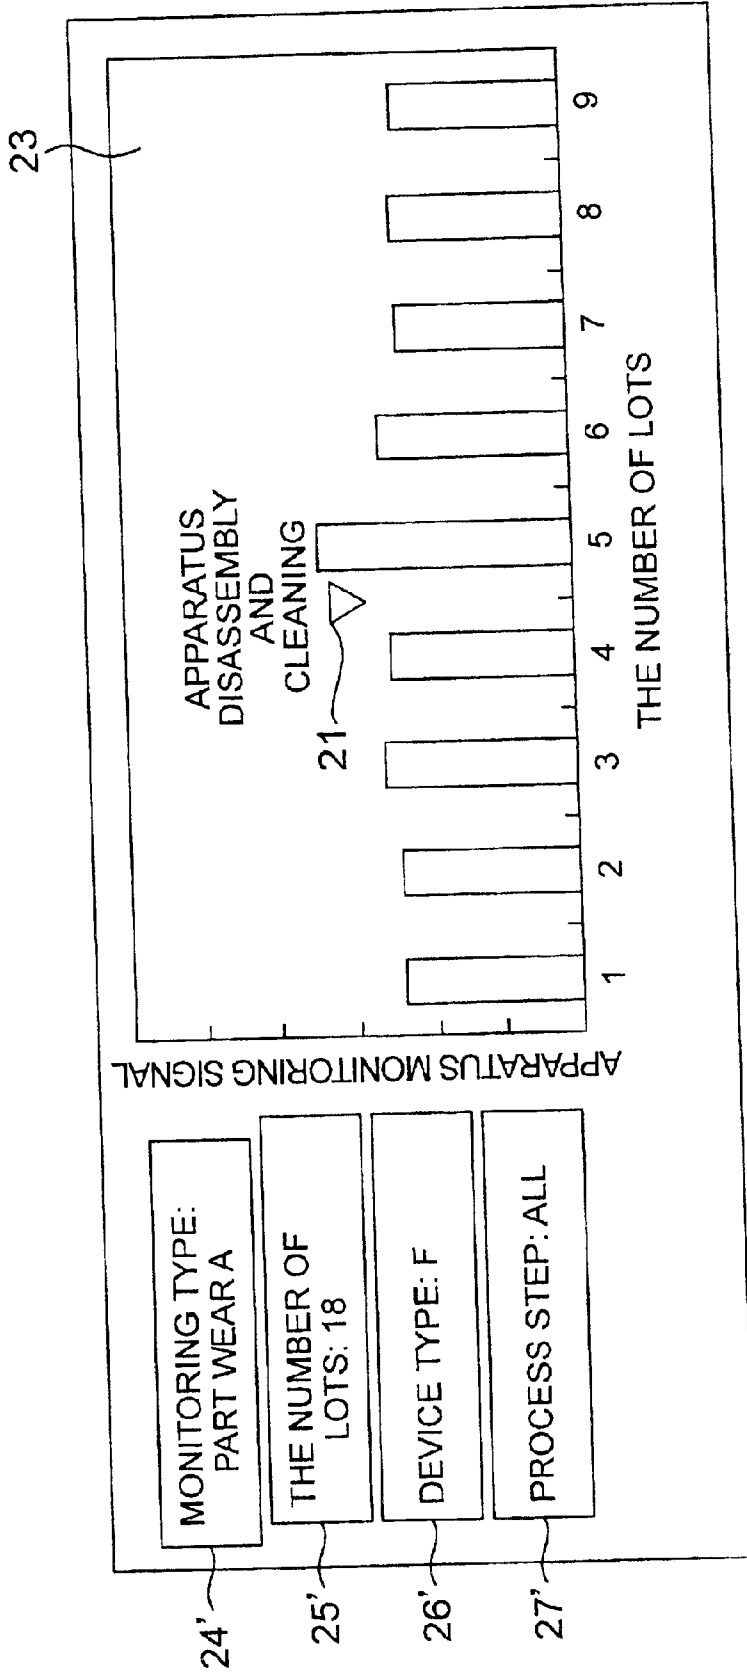 23
APPARATUS
DISASSEMBLY
AND
CLEANING
21
APPARATUS MONITORING SIGNAL
1 2 3 4 5 6 7 8 9
THE NUMBER OF LOTS
24' MONITORING TYPE:
PART WEAR A
25' THE NUMBER OF
LOTS: 18
26' DEVICE TYPE: F
27' PROCESS STEP: ALL